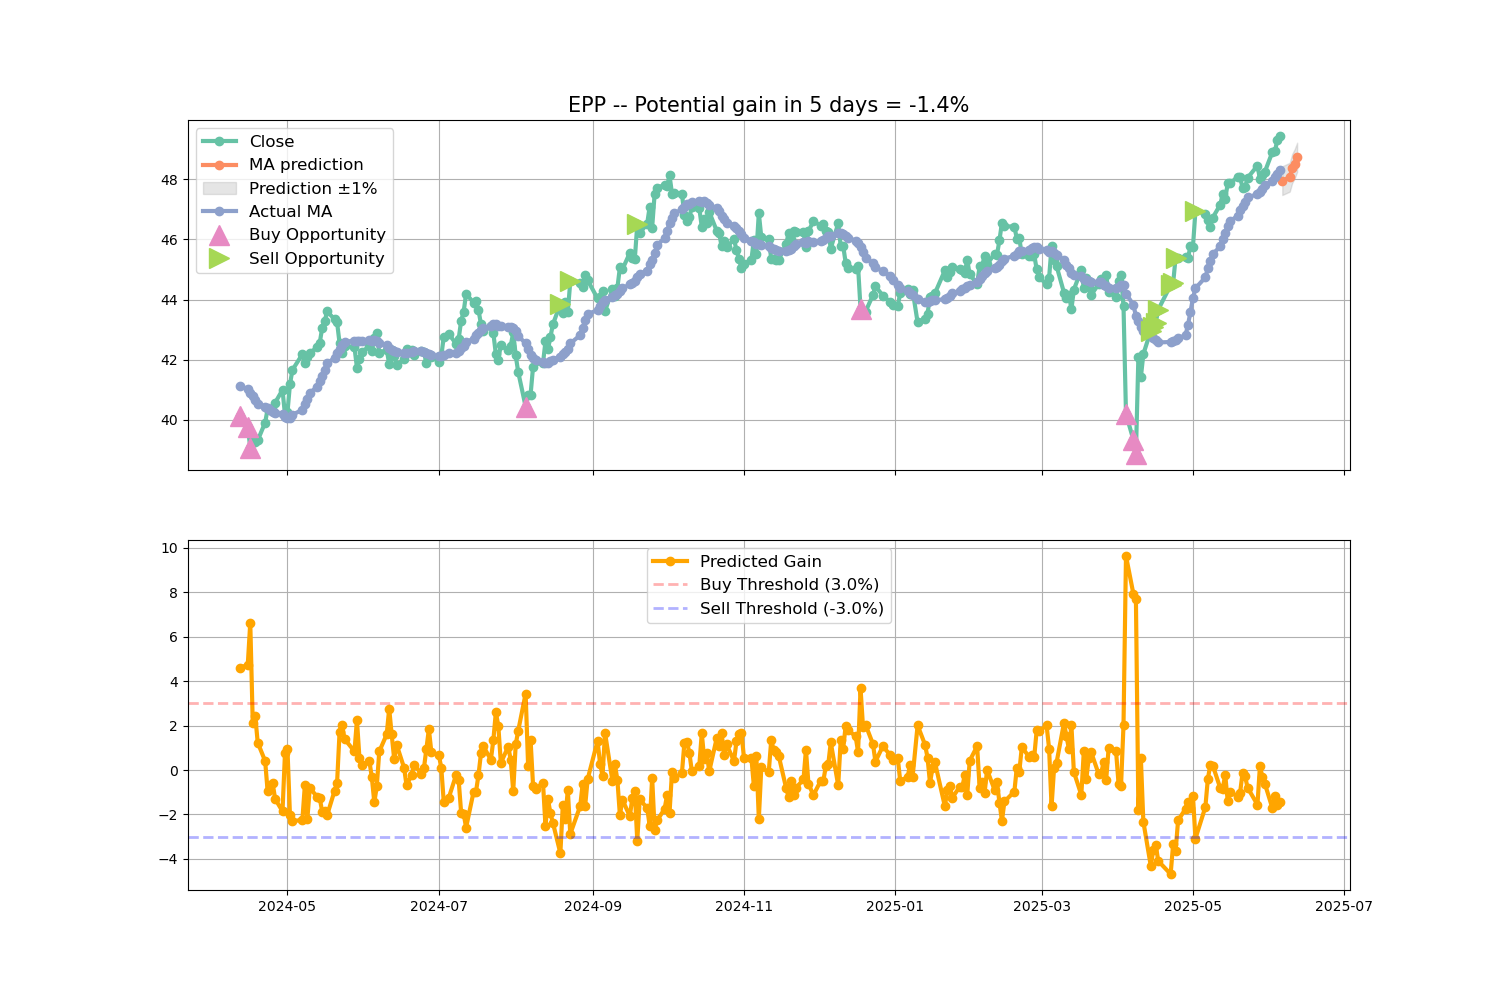 EPP -- Potential gain in 5 days = -1.4%
Close
MA prediction
Prediction ±1%
Actual MA
Buy Opportunity
Sell Opportunity
48
46
44
42
40
Predicted Gain
Buy Threshold (3.0%)
Sell Threshold (-3.0%)
10
8
6
4
2
0
−2
−4
2024-05 2024-07 2024-09 2024-11 2025-01 2025-03 2025-05 2025-07